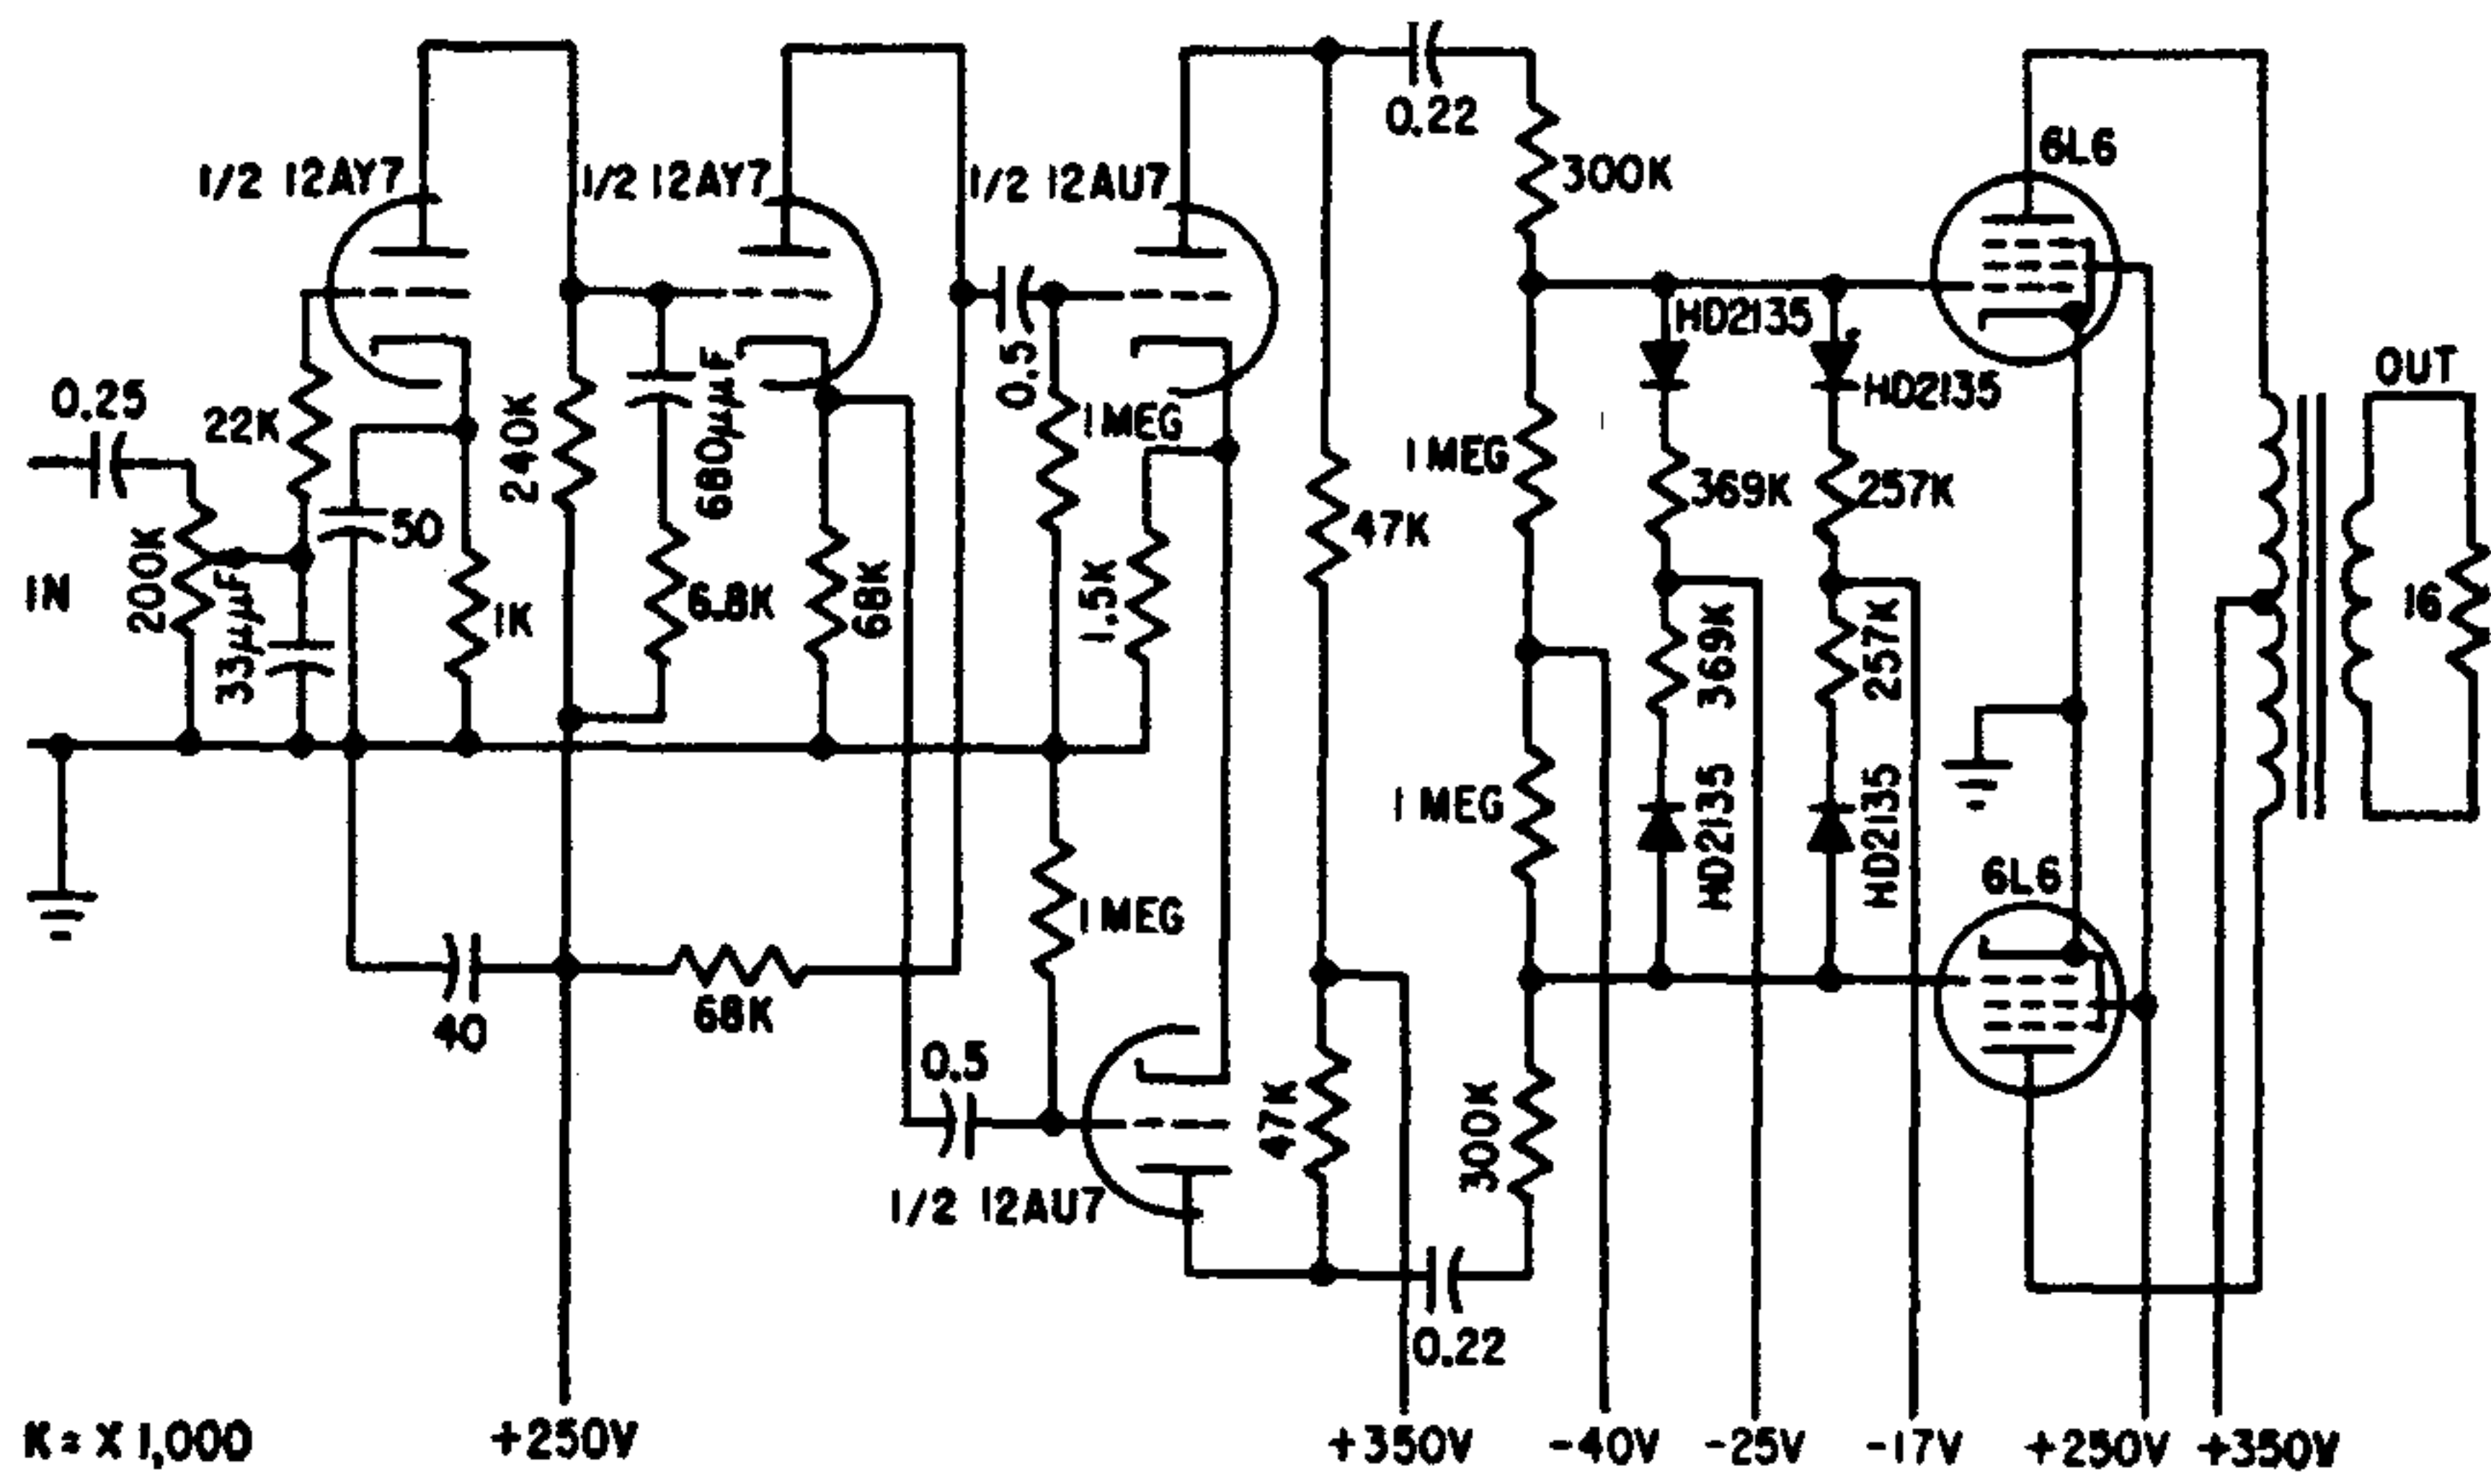 1/2 12AY7
1/2 12AY7
1/2 12AU7
0.22
300K
6L6
HD2135
HD2135
OUT
0.25
22K
240K
680μμF
0.5
1 MEG
1 MEG
369K
257K
50
47K
IN
200K
33μμF
1K
6.8K
68K
1.5K
369K
257K
16
1 MEG
HD2135
HD2135
6L6
1 MEG
40
68K
0.5
47K
300K
1/2 12AU7
0.22
K = X 1,000
+250V
+350V
-40V
-25V
-17V
+250V
+350V